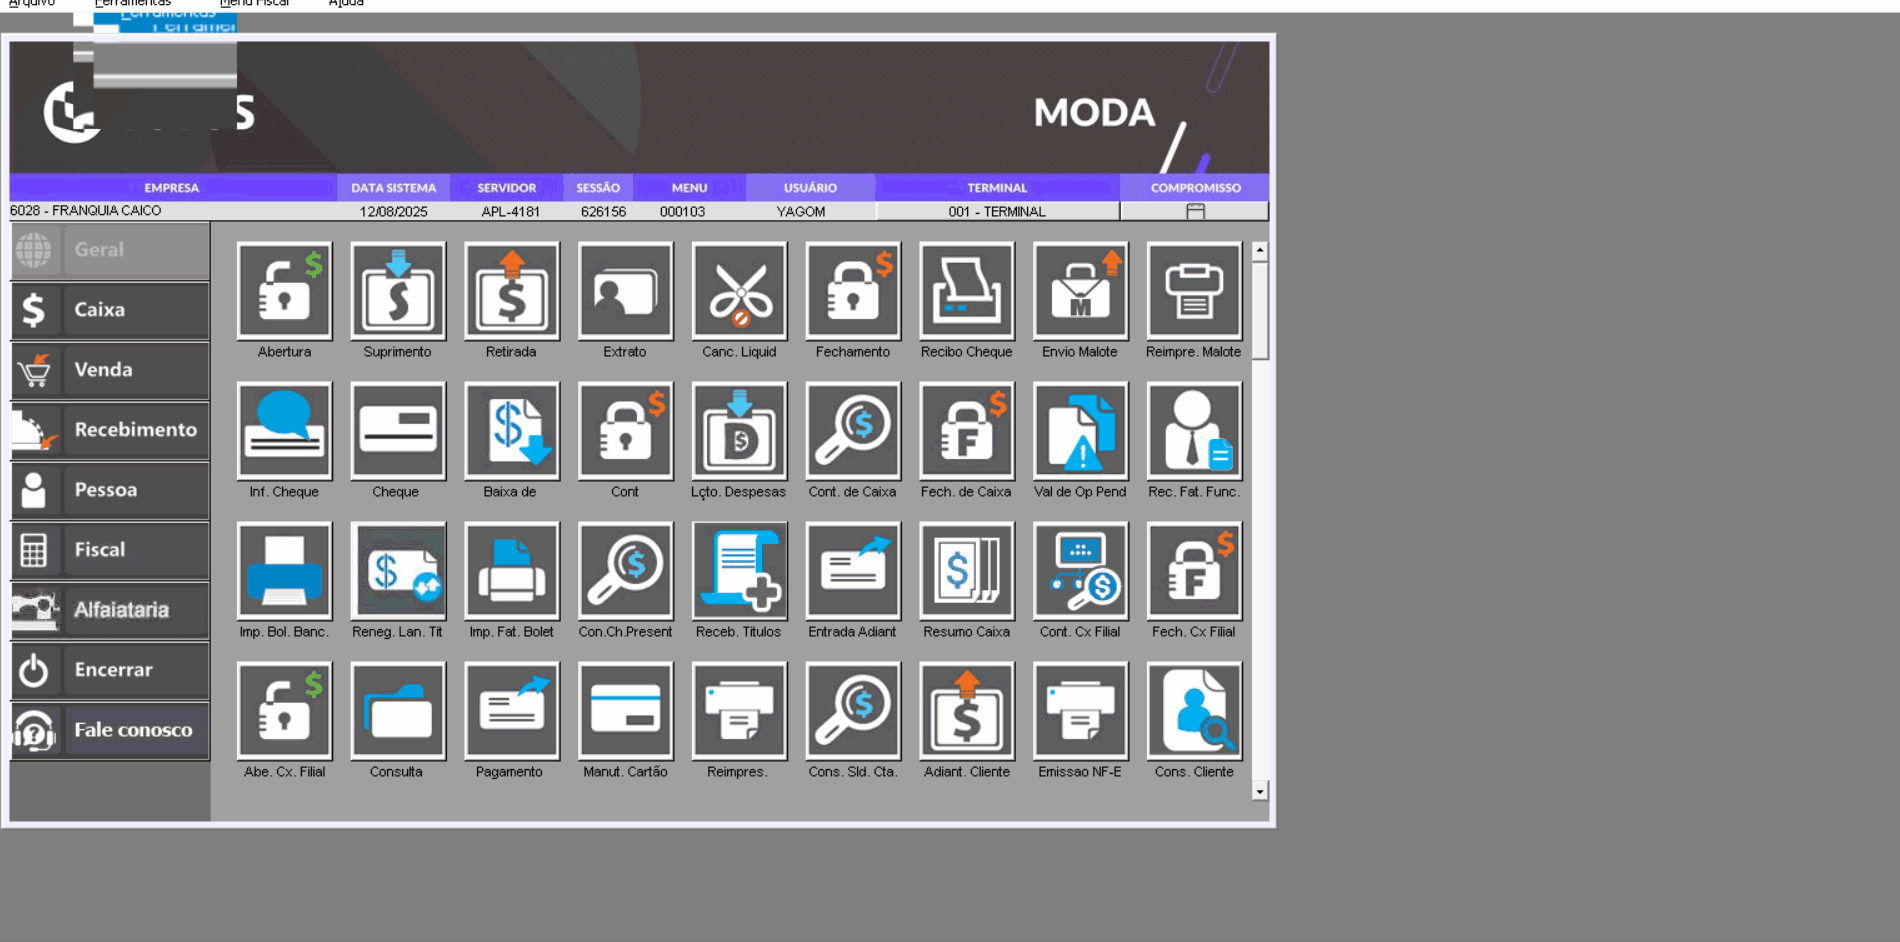 Arquivo Ferramentas Menu Fiscal Ajuda
Ferramentas
MODA
EMPRESA DATA SISTEMA SERVIDOR SESSÃO MENU USUÁRIO TERMINAL COMPROMISSO
6028 - FRANQUIA CAICO 12/08/2025 APL-4181 626156 000103 YAGOM 001 - TERMINAL
Geral
Caixa
Venda
Recebimento
Pessoa
Fiscal
Alfaiataria
Encerrar
Fale conosco
Abertura Suprimento Retirada Extrato Canc. Liquid Fechamento Recibo Cheque Envio Malote Reimpre. Malote
Inf. Cheque Cheque Baixa de Cont Lçto. Despesas Cont. de Caixa Fech. de Caixa Val de Op Pend Rec. Fat. Func.
Imp. Bol. Banc. Reneg. Lan. Tit Imp. Fat. Bolet Con.Ch.Present Receb. Titulos Entrada Adiant Resumo Caixa Cont. Cx Filial Fech. Cx Filial
Abe. Cx. Filial Consulta Pagamento Manut. Cartão Reimpres. Cons. Sld. Cta. Adiant. Cliente Emissao NF-E Cons. Cliente